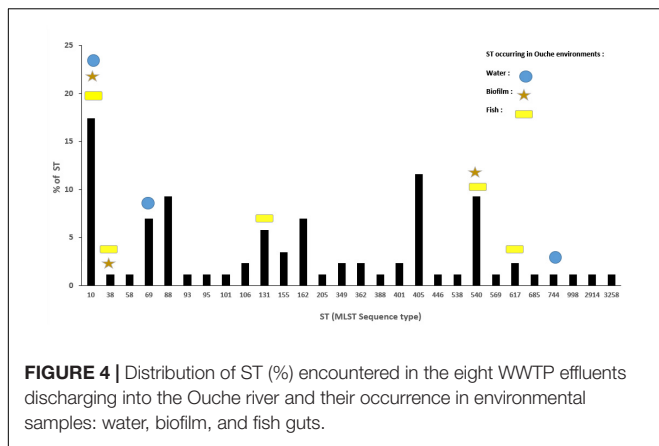 25
20
15
10
5
0
% of ST
ST occurring in Ouche environments :
Water :
Biofilm :
Fish :
10 38 58 69 88 93 95 101 106 131 155 162 205 349 362 388 401 405 446 538 540 569 617 685 744 998 2914 3258
ST (MLST Sequence type)
FIGURE 4 | Distribution of ST (%) encountered in the eight WWTP effluents
discharging into the Ouche river and their occurrence in environmental
samples: water, biofilm, and fish guts.